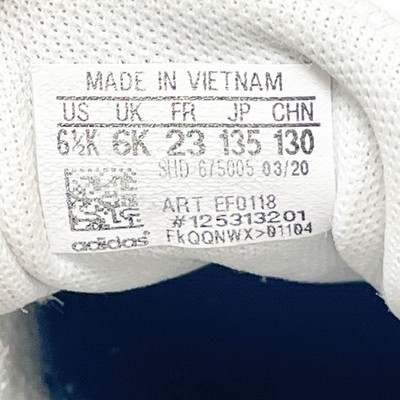 MADE IN VIETNAM
US UK FR JP CHN
6½K 6K 23 135 130
SHD 675005 03/20
ART EF0118
#125313201
adidas FKQQNWX>01104